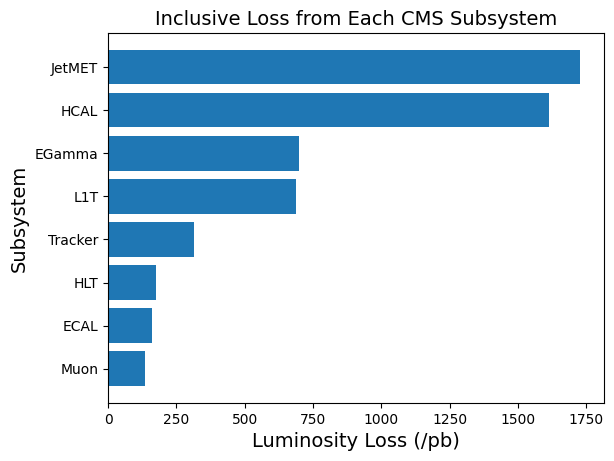 Inclusive Loss from Each CMS Subsystem
JetMET
HCAL
EGamma
L1T
Tracker
HLT
ECAL
Muon
Subsystem
0 250 500 750 1000 1250 1500 1750
Luminosity Loss (/pb)